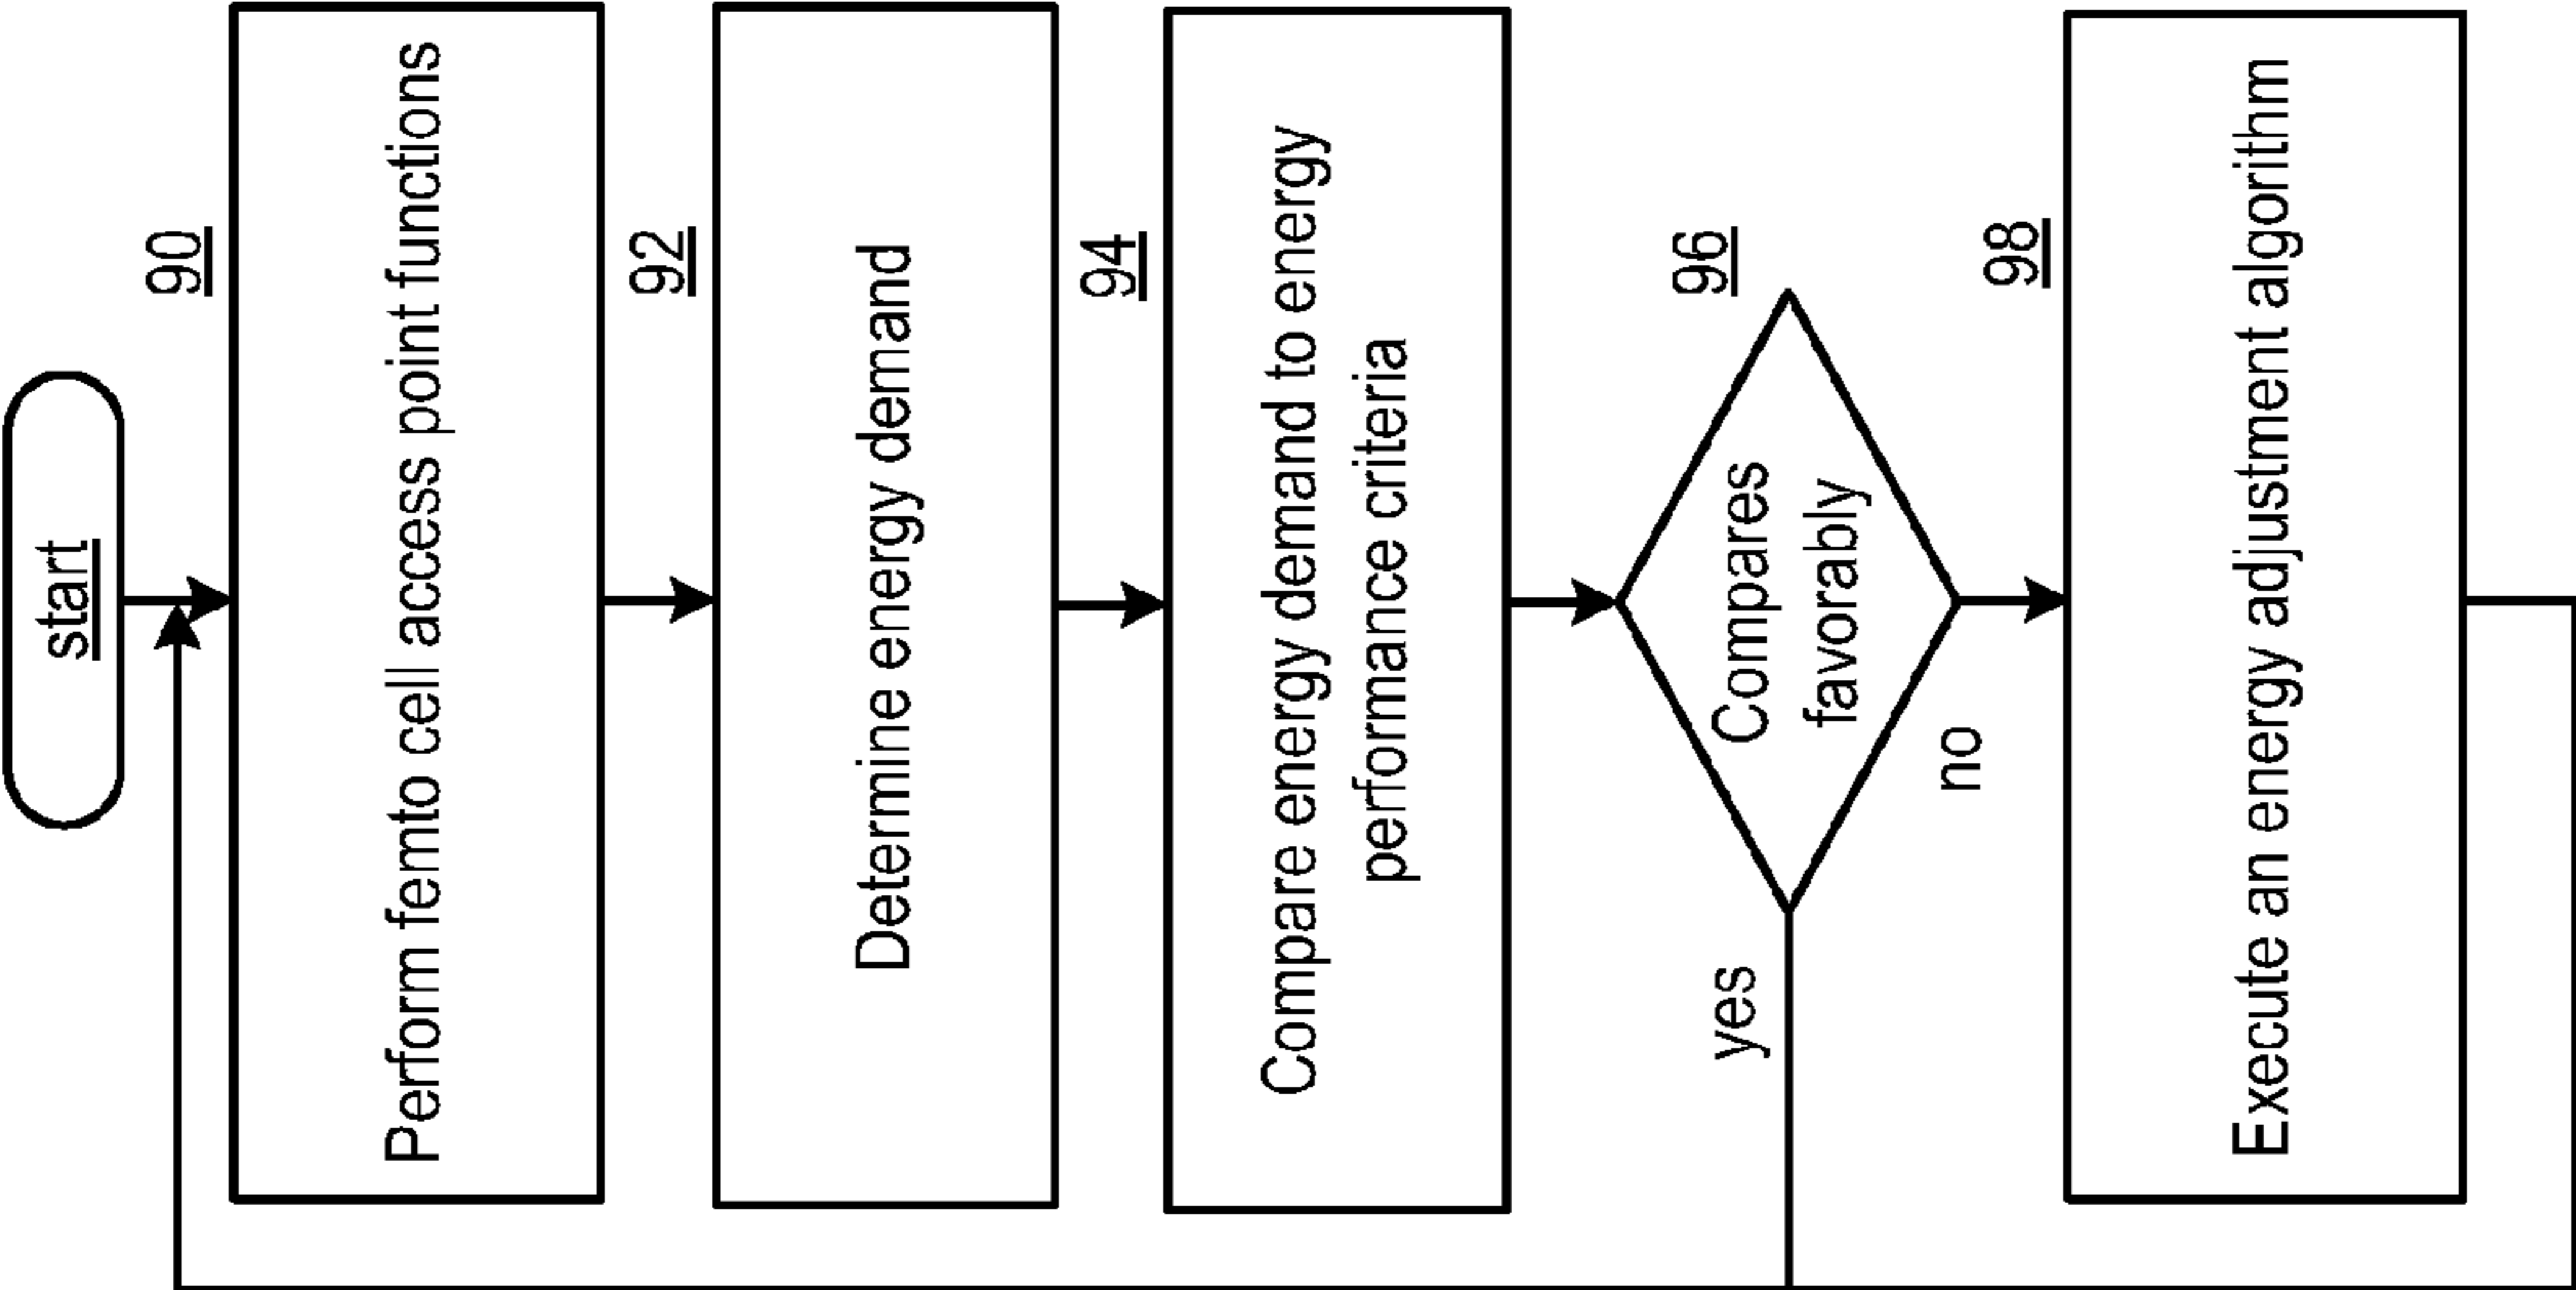 start
90
Perform femto cell access point functions
92
Determine energy demand
94
Compare energy demand to energy
performance criteria
96
Compares
favorably
yes
no
98
Execute an energy adjustment algorithm